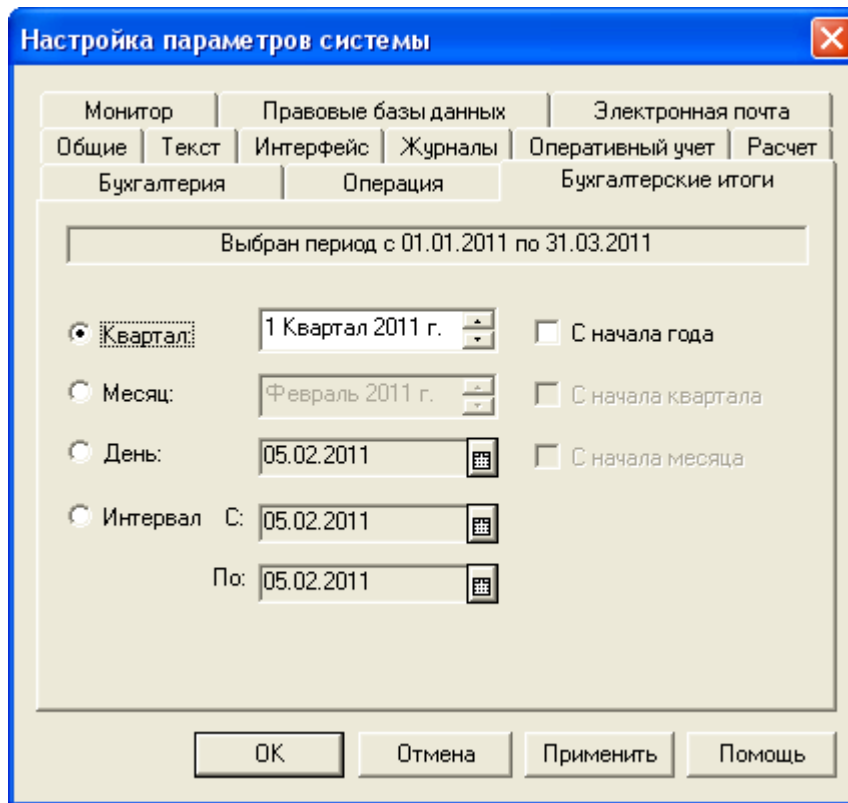 Настройка параметров системы
Монитор Правовые базы данных Электронная почта
Общие Текст Интерфейс Журналы Оперативный учет Расчет
Бухгалтерия Операция Бухгалтерские итоги
Выбран период с 01.01.2011 по 31.03.2011
Квартал: 1 Квартал 2011 г. С начала года
Месяц: Февраль 2011 г. С начала квартала
День: 05.02.2011 С начала месяца
Интервал С: 05.02.2011
По: 05.02.2011
OK Отмена Применить Помощь